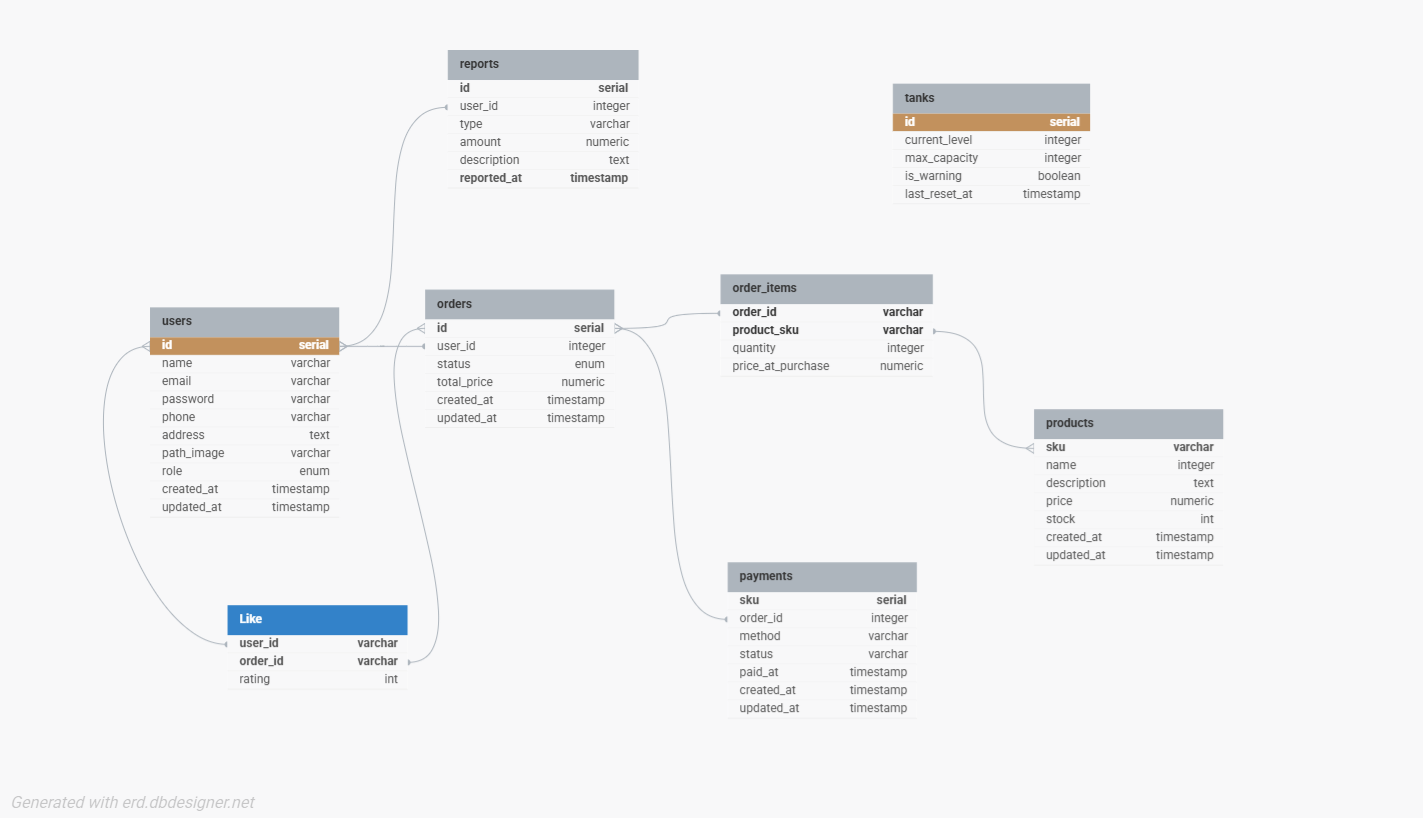 reports
id serial
user_id integer
type varchar
amount numeric
description text
reported_at timestamp
tanks
id serial
current_level integer
max_capacity integer
is_warning boolean
last_reset_at timestamp
users
id serial
name varchar
email varchar
password varchar
phone varchar
address text
path_image varchar
role enum
created_at timestamp
updated_at timestamp
orders
id serial
user_id integer
status enum
total_price numeric
created_at timestamp
updated_at timestamp
order_items
order_id varchar
product_sku varchar
quantity integer
price_at_purchase numeric
products
sku varchar
name integer
description text
price numeric
stock int
created_at timestamp
updated_at timestamp
Like
user_id varchar
order_id varchar
rating int
payments
sku serial
order_id integer
method varchar
status varchar
paid_at timestamp
created_at timestamp
updated_at timestamp
Generated with erd.dbdesigner.net